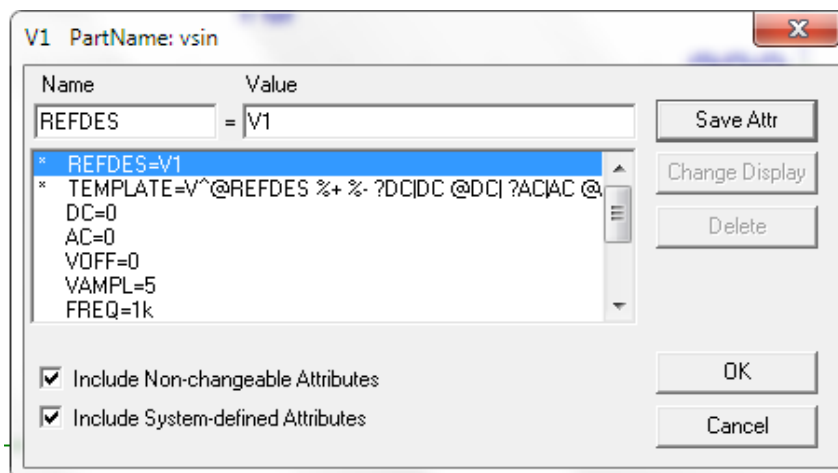 V1 PartName: vsin
Name Value
REFDES = V1 Save Attr
* REFDES=V1
* TEMPLATE=V^@REFDES %+ %- ?DC|DC @DC| ?AC|AC @
DC=0
AC=0
VOFF=0
VAMPL=5
FREQ=1k
Change Display
Delete
Include Non-changeable Attributes
Include System-defined Attributes
OK
Cancel